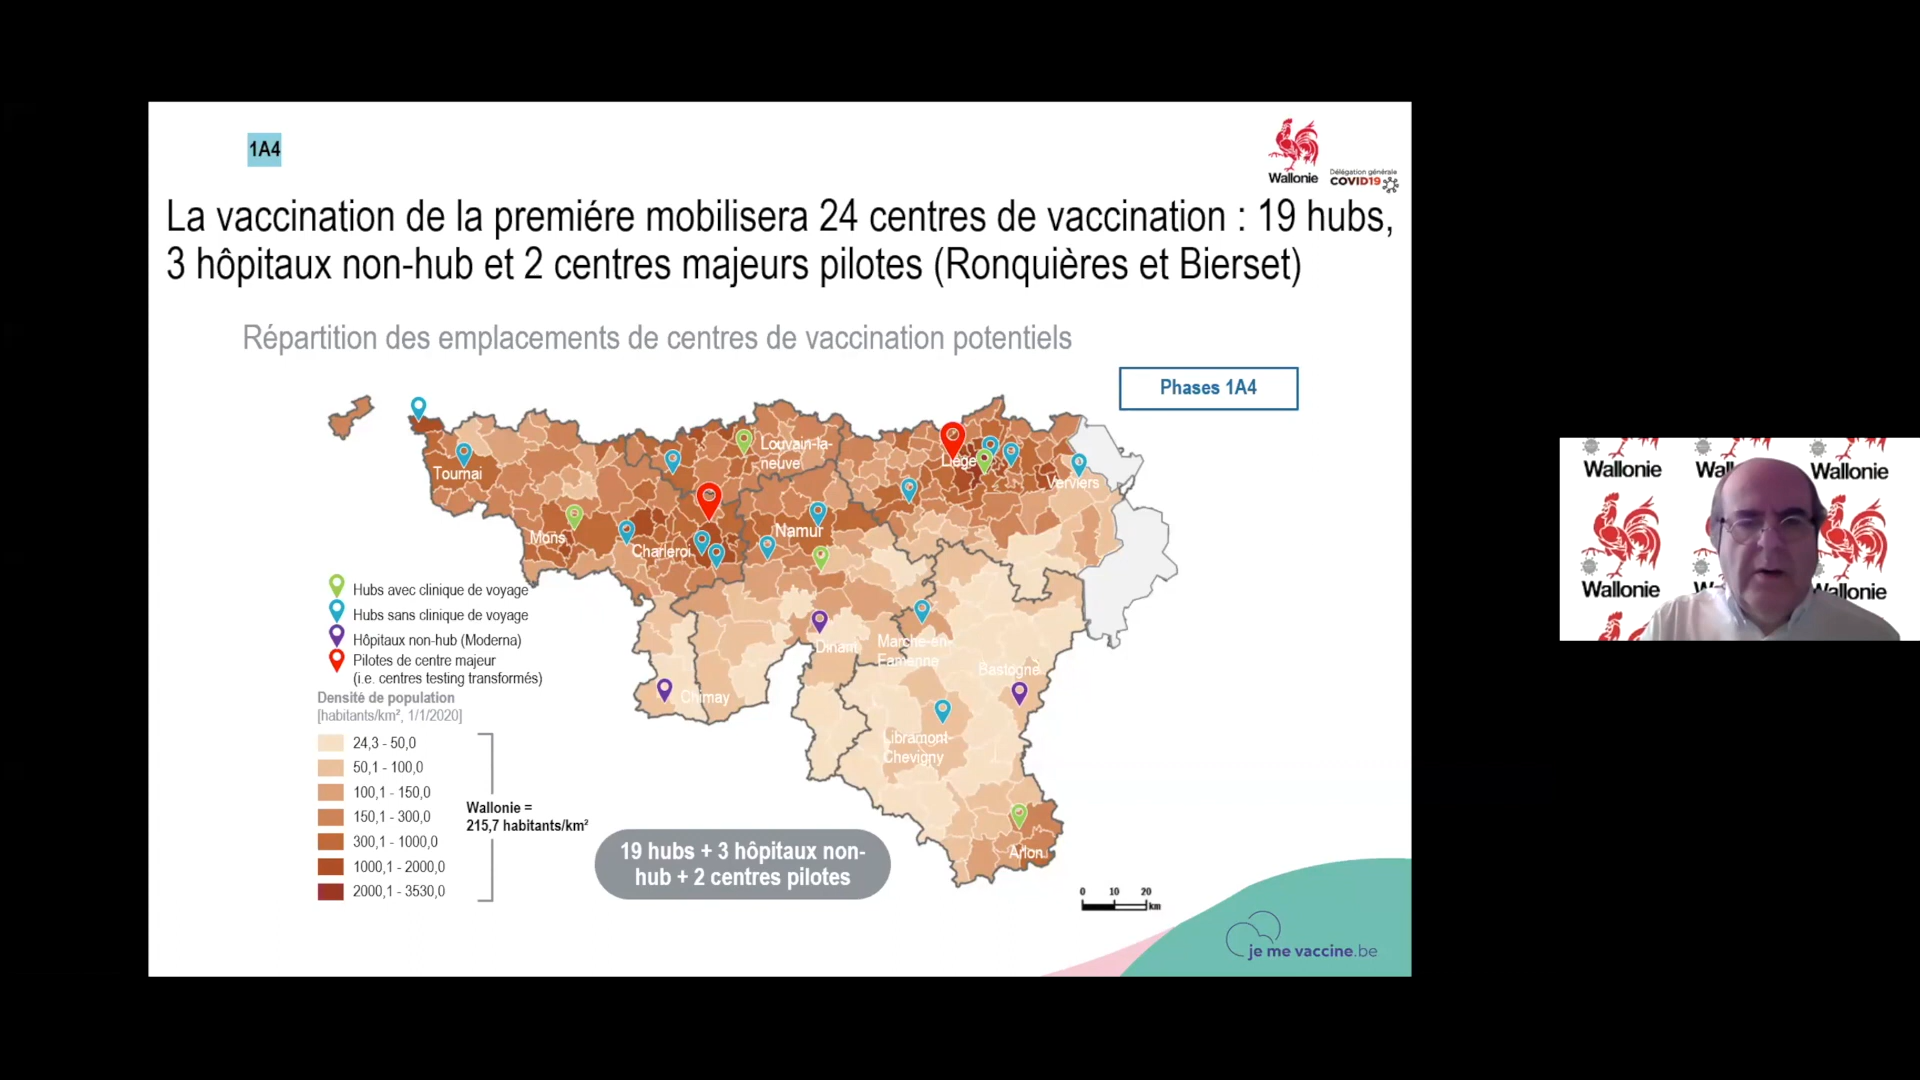 1A4
Wallonie
Délégation générale
COVID19
La vaccination de la premiére mobilisera 24 centres de vaccination : 19 hubs,
3 hôpitaux non-hub et 2 centres majeurs pilotes (Ronquières et Bierset)
Répartition des emplacements de centres de vaccination potentiels
Phases 1A4
Louvain-la-
neuve
Liège
Tournai
Verviers
Mons
Namur
Charleroi
Dinant
Marche-en-
Famenne
Bastogne
Chimay
Libramont-
Chevigny
Arlon
Hubs avec clinique de voyage
Hubs sans clinique de voyage
Hôpitaux non-hub (Moderna)
Pilotes de centre majeur
(i.e. centres testing transformés)
Densité de population
[habitants/km², 1/1/2020]
24,3 - 50,0
50,1 - 100,0
100,1 - 150,0
150,1 - 300,0
300,1 - 1000,0
1000,1 - 2000,0
2000,1 - 3530,0
Wallonie =
215,7 habitants/km²
19 hubs + 3 hôpitaux non-
hub + 2 centres pilotes
0 10 20
km
je me vaccine.be
Wallonie Wal Wallonie
Wallonie W allonie